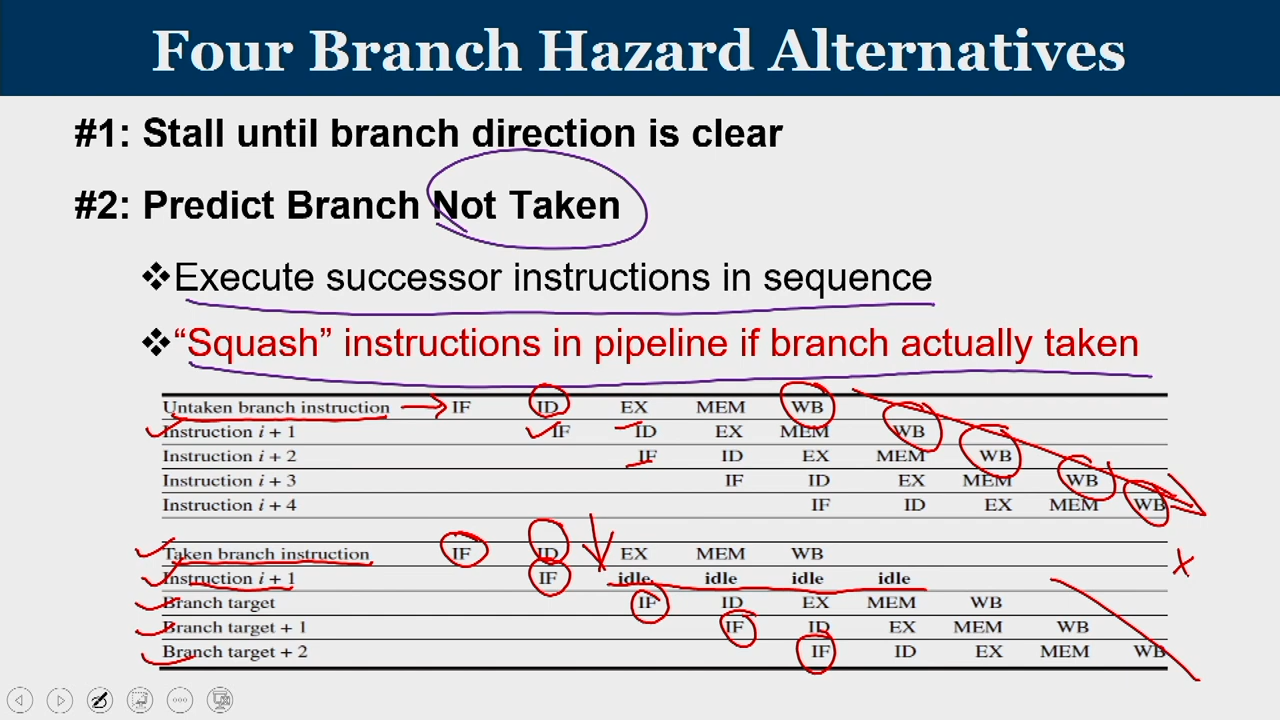 Four Branch Hazard Alternatives
#1: Stall until branch direction is clear
#2: Predict Branch Not Taken
❖Execute successor instructions in sequence
❖“Squash” instructions in pipeline if branch actually taken
Untaken branch instruction IF ID EX MEM WB
Instruction i + 1 IF ID EX MEM WB
Instruction i + 2 IF ID EX MEM WB
Instruction i + 3 IF ID EX MEM WB
Instruction i + 4 IF ID EX MEM WB
Taken branch instruction IF ID EX MEM WB
Instruction i + 1 IF idle idle idle idle
Branch target IF ID EX MEM WB
Branch target + 1 IF ID EX MEM WB
Branch target + 2 IF ID EX MEM WB